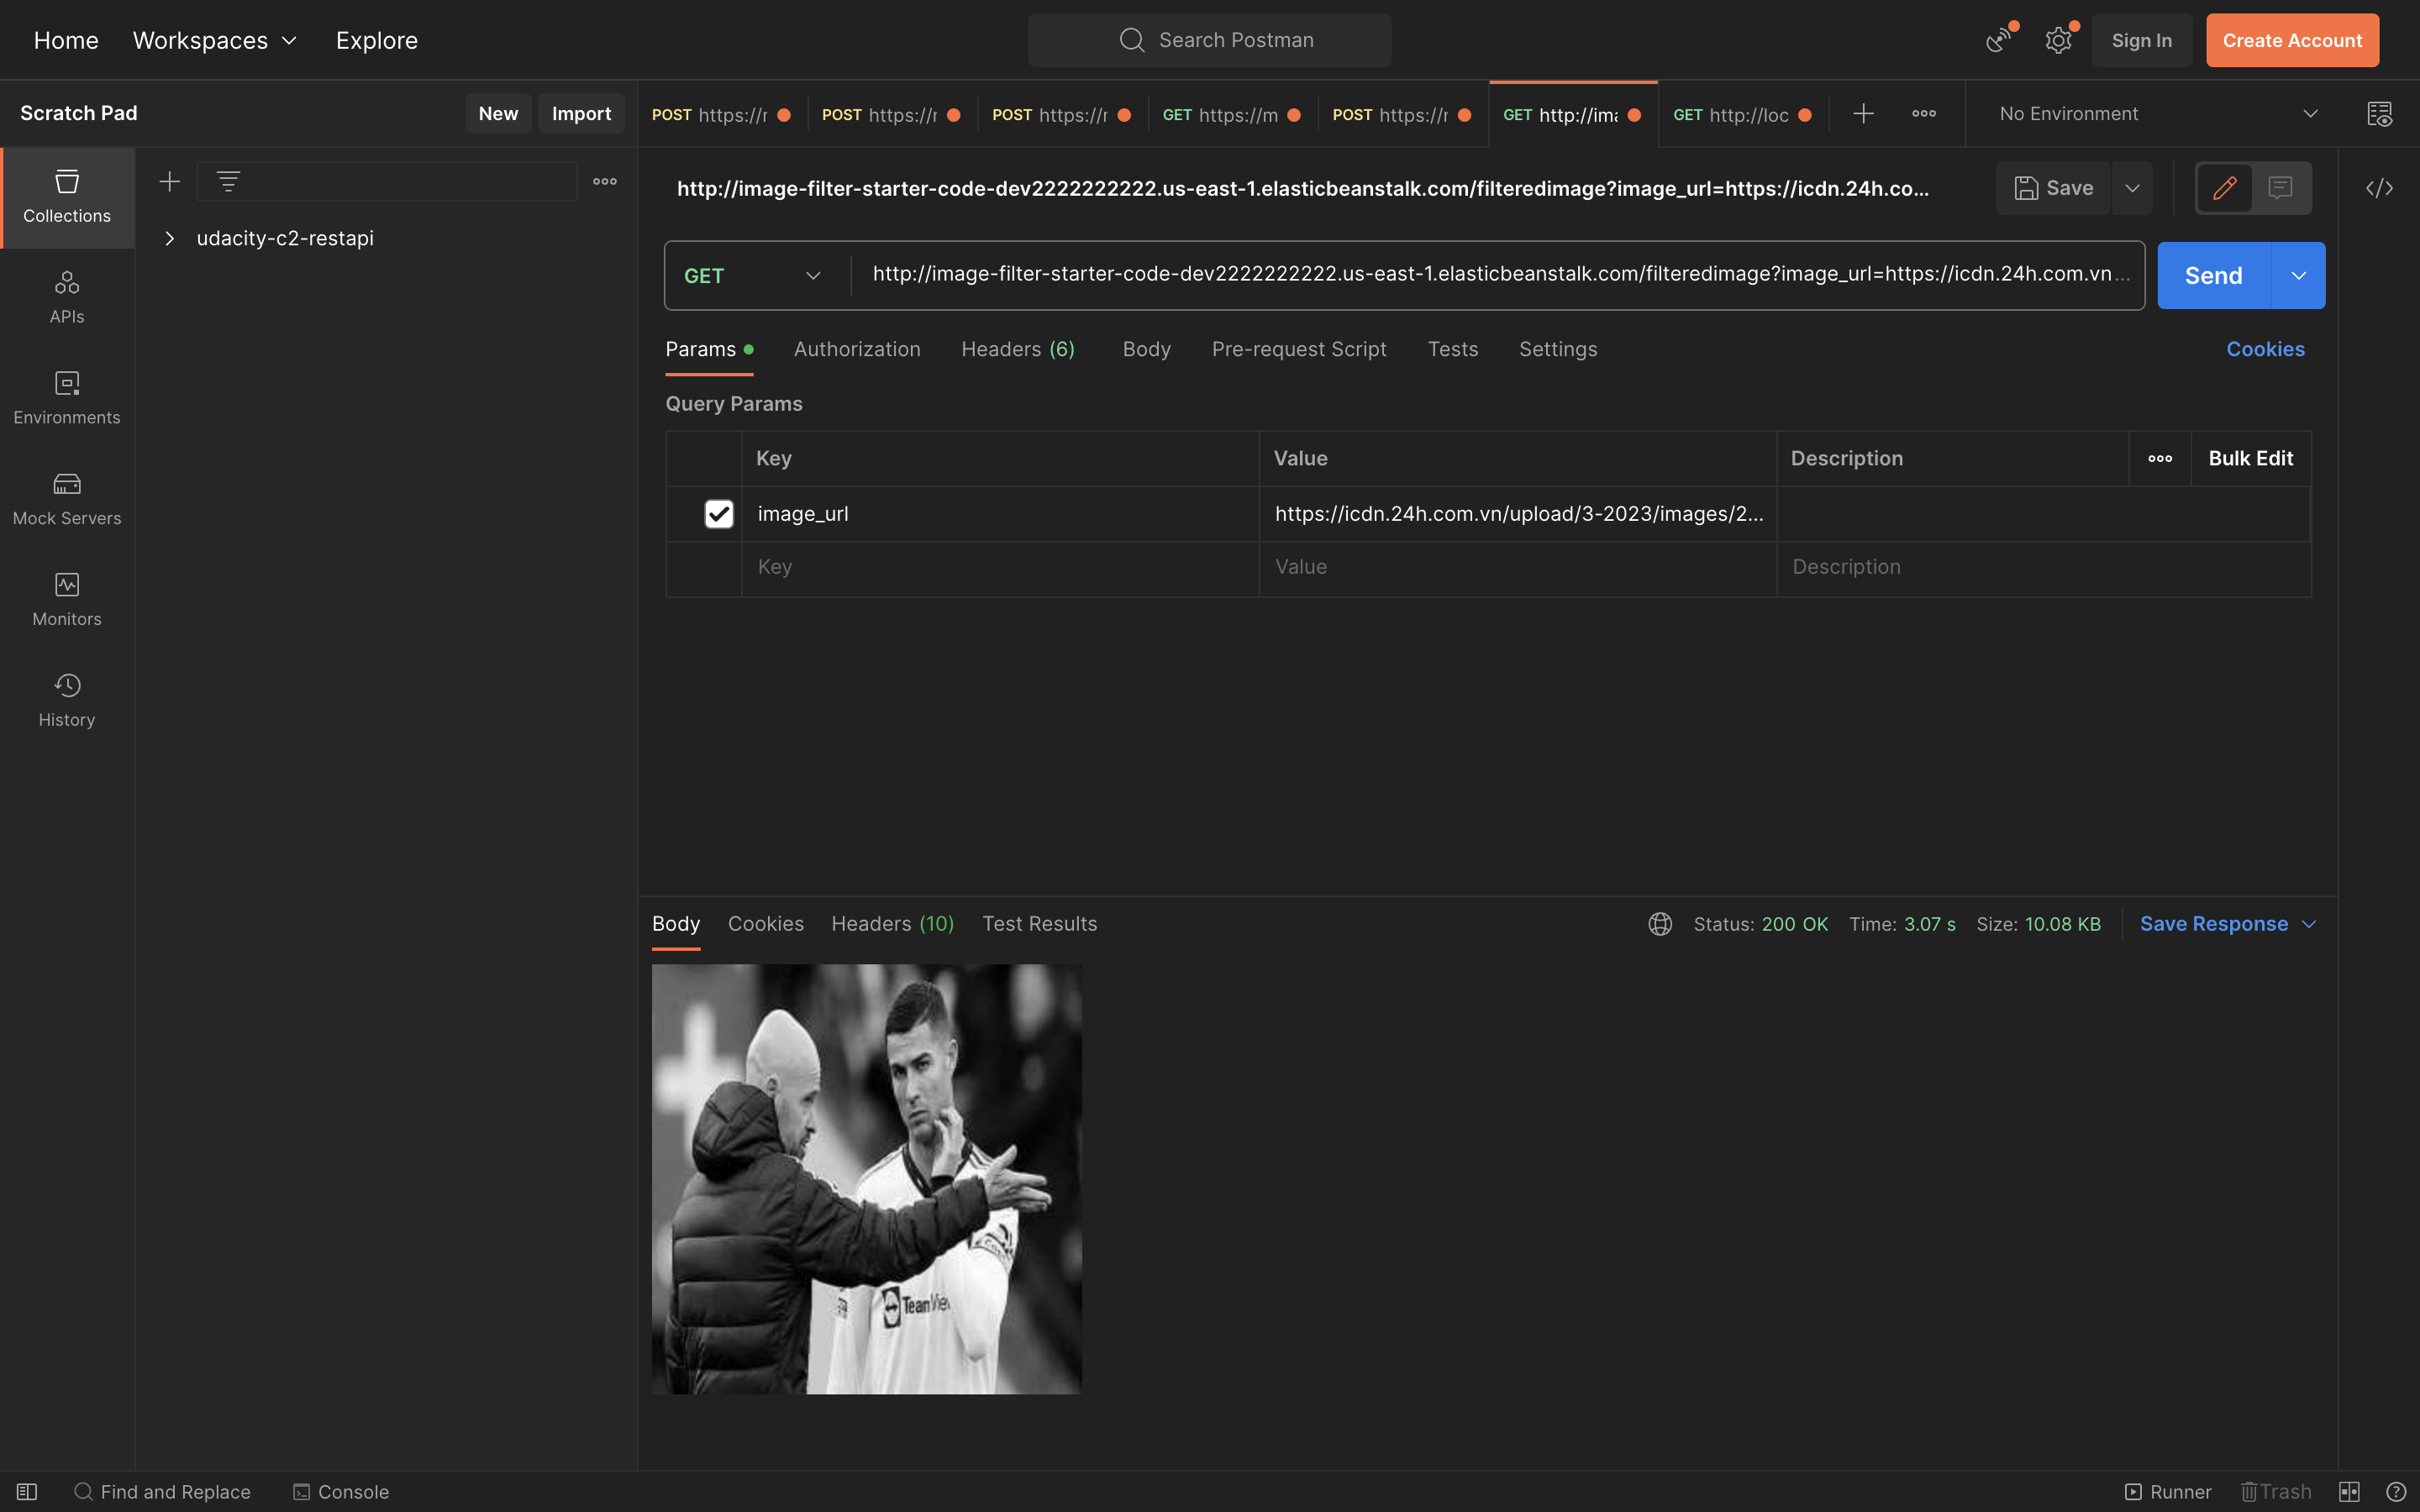 Home Workspaces Explore
Search Postman
Sign In Create Account
Scratch Pad New Import
POST https://r POST https://r POST https://r GET https://m POST https://r GET http://ima GET http://loc
No Environment
Collections
APIs
Environments
Mock Servers
Monitors
History
udacity-c2-restapi
http://image-filter-starter-code-dev2222222222.us-east-1.elasticbeanstalk.com/filteredimage?image_url=https://icdn.24h.co...
Save
GET http://image-filter-starter-code-dev2222222222.us-east-1.elasticbeanstalk.com/filteredimage?image_url=https://icdn.24h.com.vn...
Send
Params Authorization Headers (6) Body Pre-request Script Tests Settings Cookies
Query Params
Key Value Description Bulk Edit
image_url https://icdn.24h.com.vn/upload/3-2023/images/2...
Key Value Description
Body Cookies Headers (10) Test Results
Status: 200 OK Time: 3.07 s Size: 10.08 KB Save Response
TeamView
Find and Replace Console
Runner Trash